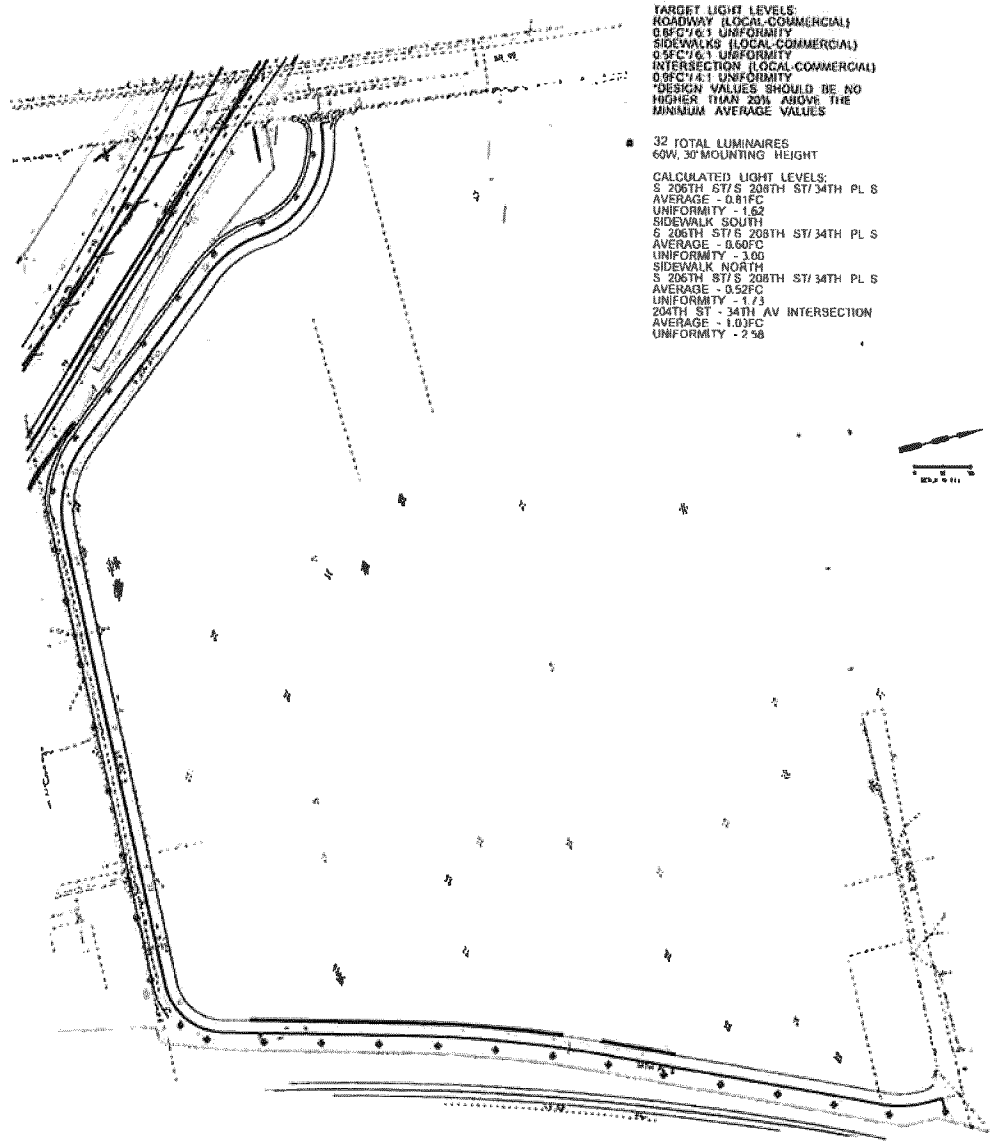 TARGET LIGHT LEVELS:
ROADWAY (LOCAL-COMMERCIAL)
0.8FC*/6:1 UNIFORMITY
SIDEWALKS (LOCAL-COMMERCIAL)
0.5FC*/6:1 UNIFORMITY
INTERSECTION (LOCAL-COMMERCIAL)
0.9FC*/4:1 UNIFORMITY
*DESIGN VALUES SHOULD BE NO
HIGHER THAN 20% ABOVE THE
MINIMUM AVERAGE VALUES
32 TOTAL LUMINAIRES
60W, 30' MOUNTING HEIGHT
CALCULATED LIGHT LEVELS:
S 206TH ST/S 208TH ST/34TH PL S
AVERAGE - 0.81FC
UNIFORMITY - 1.62
SIDEWALK SOUTH
S 206TH ST/S 208TH ST/34TH PL S
AVERAGE - 0.60FC
UNIFORMITY - 3.00
SIDEWALK NORTH
S 206TH ST/S 208TH ST/34TH PL S
AVERAGE - 0.52FC
UNIFORMITY - 1.73
204TH ST - 34TH AV INTERSECTION
AVERAGE - 1.03FC
UNIFORMITY - 2.58